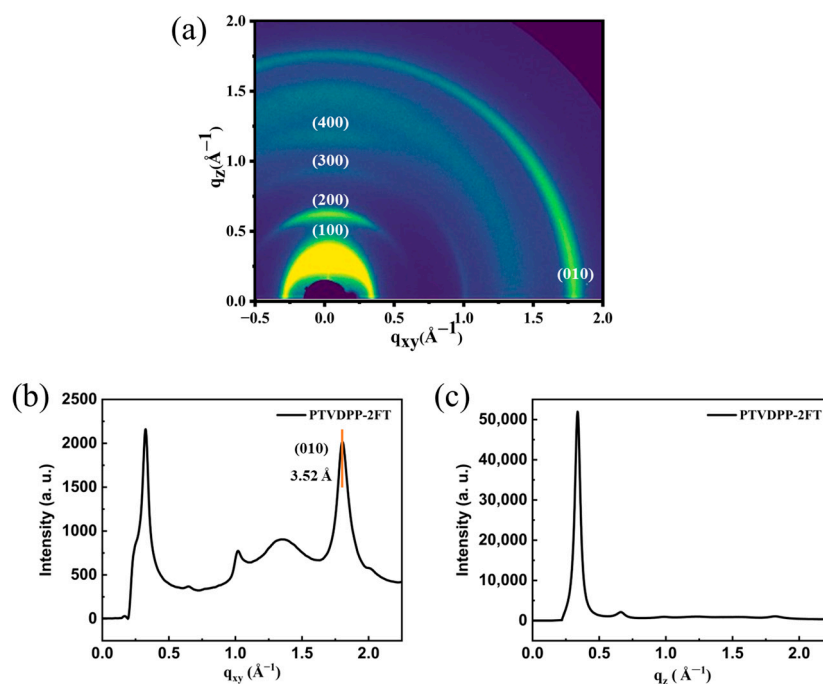 (a)
2.0
1.5
1.0
0.5
0.0
q_z(Å⁻¹)
(400)
(300)
(200)
(100)
(010)
−0.5 0.0 0.5 1.0 1.5 2.0
q_xy(Å⁻¹)
(b)
2500
2000
1500
1000
500
0
Intensity (a. u.)
PTVDPP-2FT
(010)
3.52 Å
0.0 0.5 1.0 1.5 2.0
q_xy (Å⁻¹)
(c)
50,000
40,000
30,000
20,000
10,000
0
Intensity (a. u.)
PTVDPP-2FT
0.0 0.5 1.0 1.5 2.0
q_z (Å⁻¹)